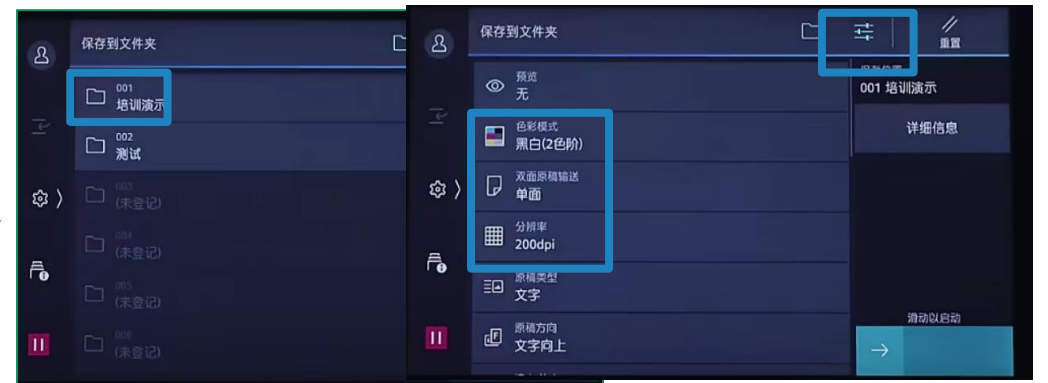 保存到文件夹
001
培训演示
002
测试
003
(未登记)
004
(未登记)
005
(未登记)
006
(未登记)
保存到文件夹
重置
预览
无
色彩模式
黑白(2色阶)
双面原稿输送
单面
分辨率
200dpi
原稿类型
文字
原稿方向
文字向上
001 培训演示
详细信息
滑动以启动